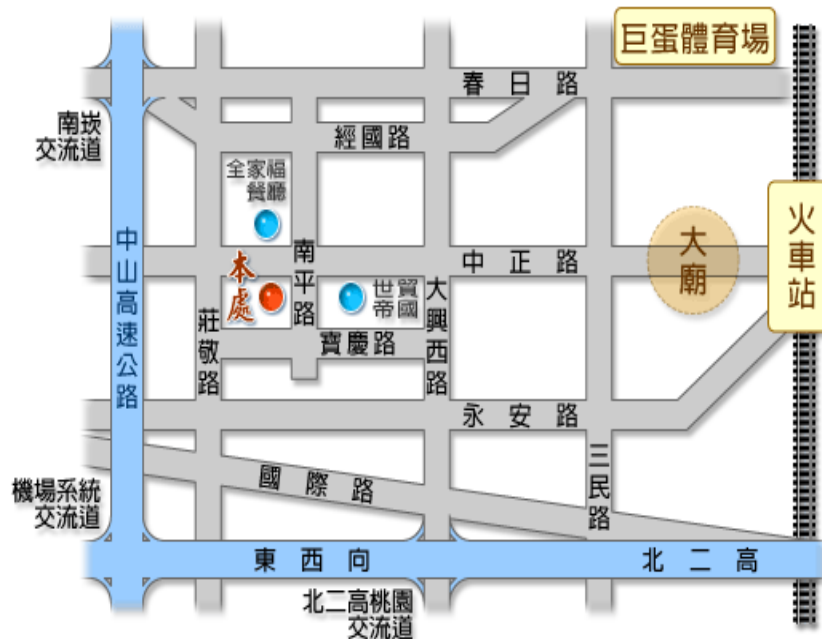 巨蛋體育場
春日路
南崁
交流道
經國路
全家福
餐廳
火車站
大廟
中山高速公路
本處
南平路
中正路
世貿
帝國
大興西路
莊敬路
寶慶路
永安路
三民路
國際路
機場系統
交流道
東西向
北二高
北二高桃園
交流道